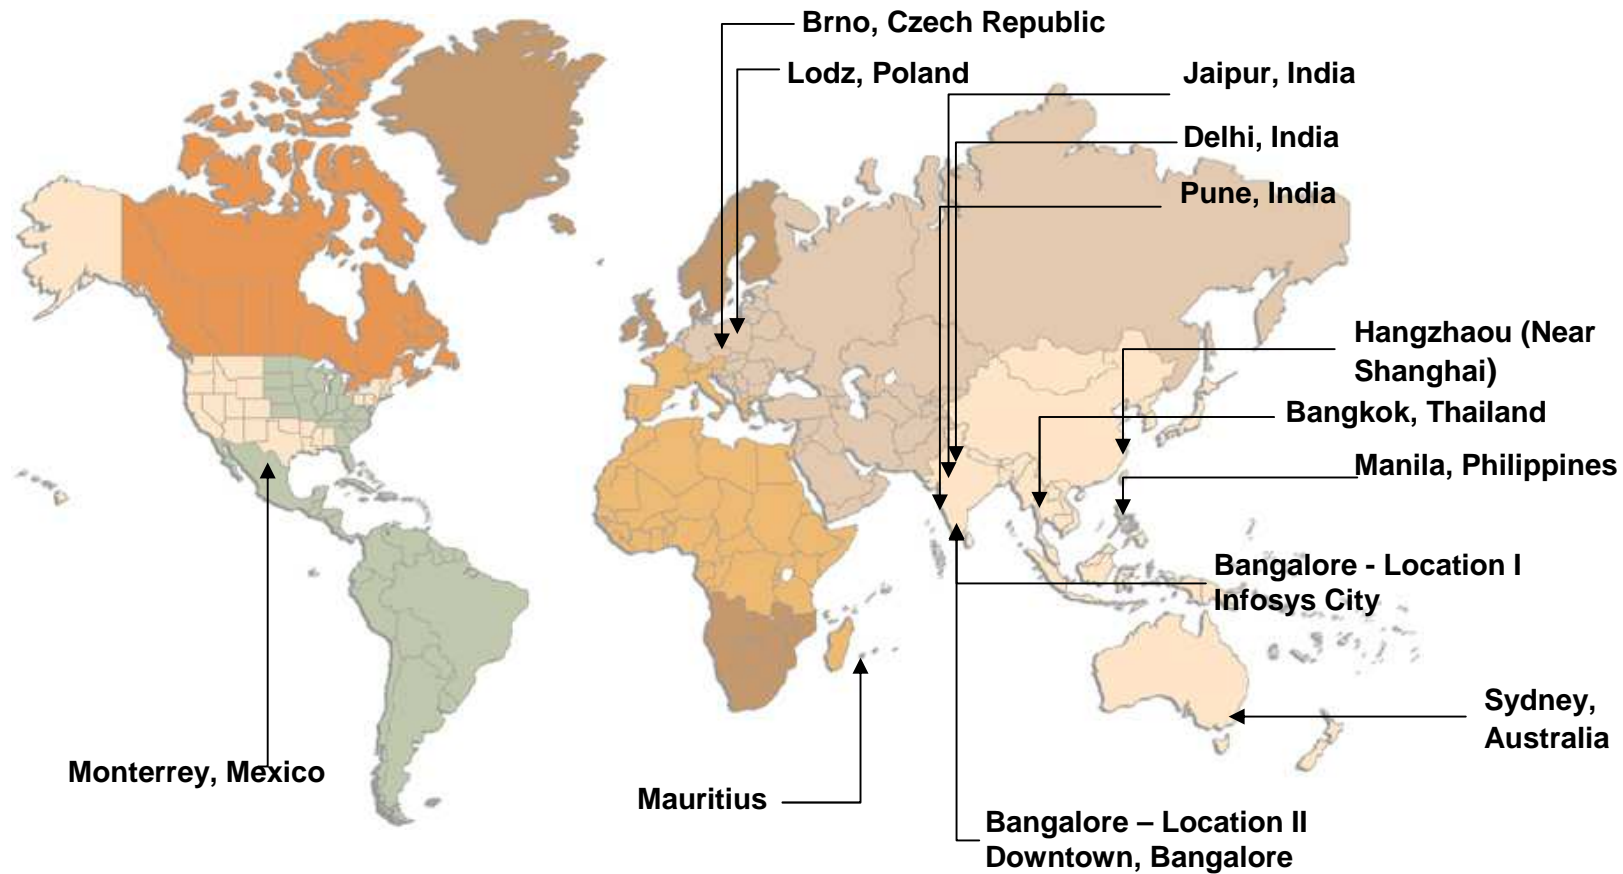 Brno, Czech Republic
Lodz, Poland
Jaipur, India
Delhi, India
Pune, India
Hangzhaou (Near
Shanghai)
Bangkok, Thailand
Manila, Philippines
Bangalore - Location I
Infosys City
Sydney,
Australia
Monterrey, Mexico
Mauritius
Bangalore – Location II
Downtown, Bangalore